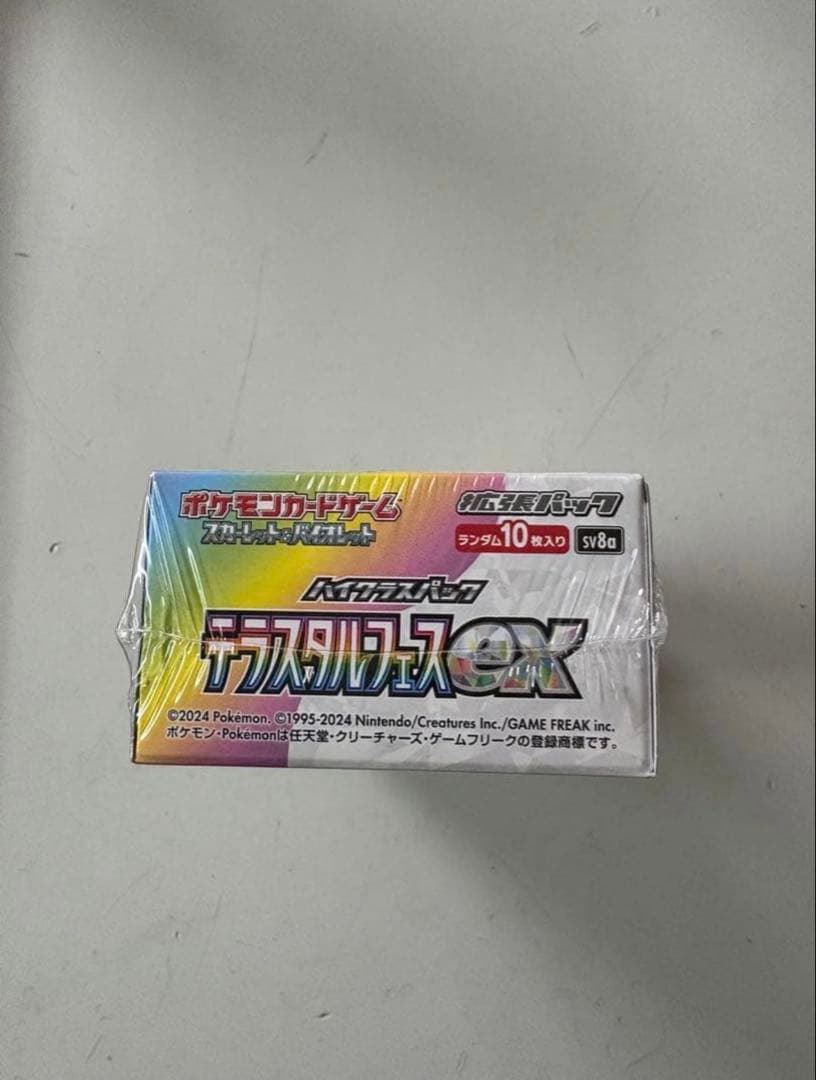 ポケモンカードゲーム
スカーレット&バイオレット
拡張パック
ランダム10枚入り SV8a
ハイクラスパック
テラスタルフェスex
©2024 Pokémon. ©1995-2024 Nintendo/Creatures Inc./GAME FREAK inc.
ポケモン・Pokémonは任天堂・クリーチャーズ・ゲームフリークの登録商標です。